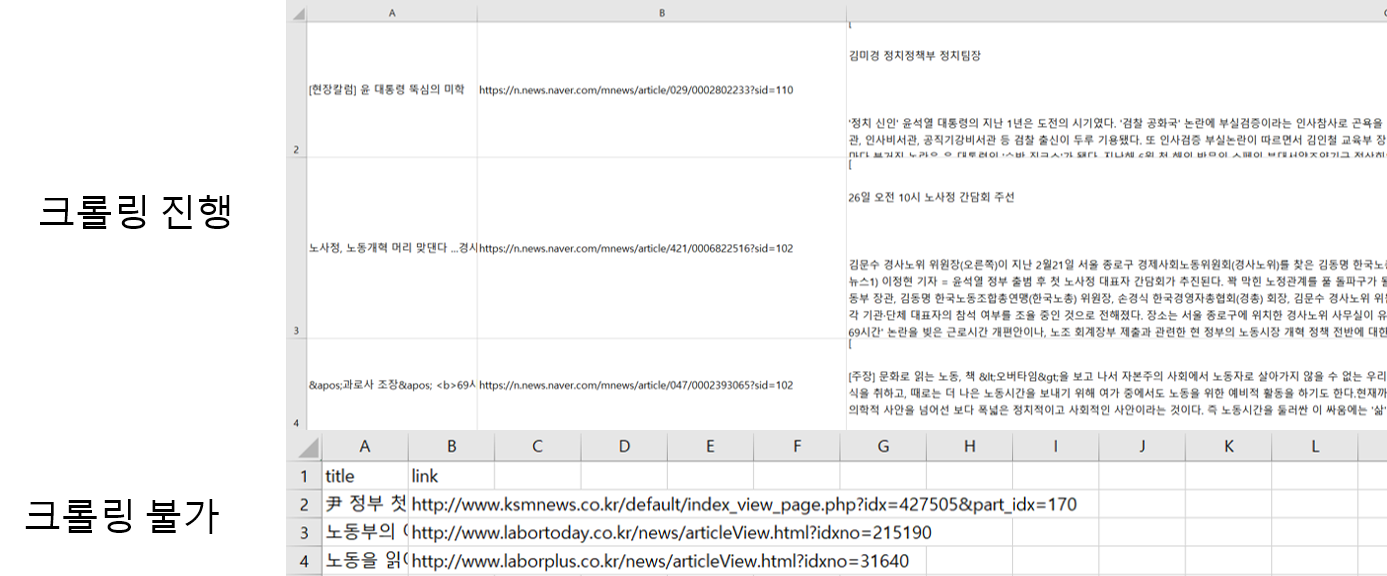 A B
[
김미경 정치정책부 정치팀장
[현장칼럼] 윤 대통령 뚝심의 미학 https://n.news.naver.com/mnews/article/029/0002802233?sid=110
'정치 신인' 윤석열 대통령의 지난 1년은 도전의 시기였다. '검찰 공화국' 논란에 부실검증이라는 인사참사로 곤욕을
관, 인사비서관, 공직기강비서관 등 검찰 출신이 두루 기용됐다. 또 인사검증 부실논란이 따르면서 김인철 교육부 장
2
[
26일 오전 10시 노사정 간담회 주선
크롤링 진행
노사정, 노동개혁 머리 맞댄다 ...경사 https://n.news.naver.com/mnews/article/421/0006822516?sid=102
김문수 경사노위 위원장(오른쪽)이 지난 2월21일 서울 종로구 경제사회노동위원회(경사노위)를 찾은 김동명 한국노
뉴스1) 이정현 기자 = 윤석열 정부 출범 후 첫 노사정 대표자 간담회가 추진된다. 꽉 막힌 노정관계를 풀 돌파구가 될
동부 장관, 김동명 한국노동조합총연맹(한국노총) 위원장, 손경식 한국경영자총협회(경총) 회장, 김문수 경사노위 위원
각 기관·단체 대표자의 참석 여부를 조율 중인 것으로 전해졌다. 장소는 서울 종로구에 위치한 경사노위 사무실이 유
69시간' 논란을 빚은 근로시간 개편안이나, 노조 회계장부 제출과 관련한 현 정부의 노동시장 개혁 정책 전반에 대한
3
[
&apos;과로사 조장&apos; <b>69시 https://n.news.naver.com/mnews/article/047/0002393065?sid=102
[주장] 문화로 읽는 노동, 책 &lt;오버타임&gt;을 보고 나서 자본주의 사회에서 노동자로 살아가지 않을 수 없는 우리
식을 취하고, 때로는 더 나은 노동시간을 보내기 위해 여가 중에서도 노동을 위한 예비적 활동을 하기도 한다.현재까
의학적 사안을 넘어선 보다 폭넓은 정치적이고 사회적인 사안이라는 것이다. 즉 노동시간을 둘러싼 이 싸움에는 '삶'
4
A B C D E F G H I J K L
1 title link
크롤링 불가
2 尹 정부 첫 http://www.ksmnews.co.kr/default/index_view_page.php?idx=427505&part_idx=170
3 노동부의 http://www.labortoday.co.kr/news/articleView.html?idxno=215190
4 노동을 읽 http://www.laborplus.co.kr/news/articleView.html?idxno=31640